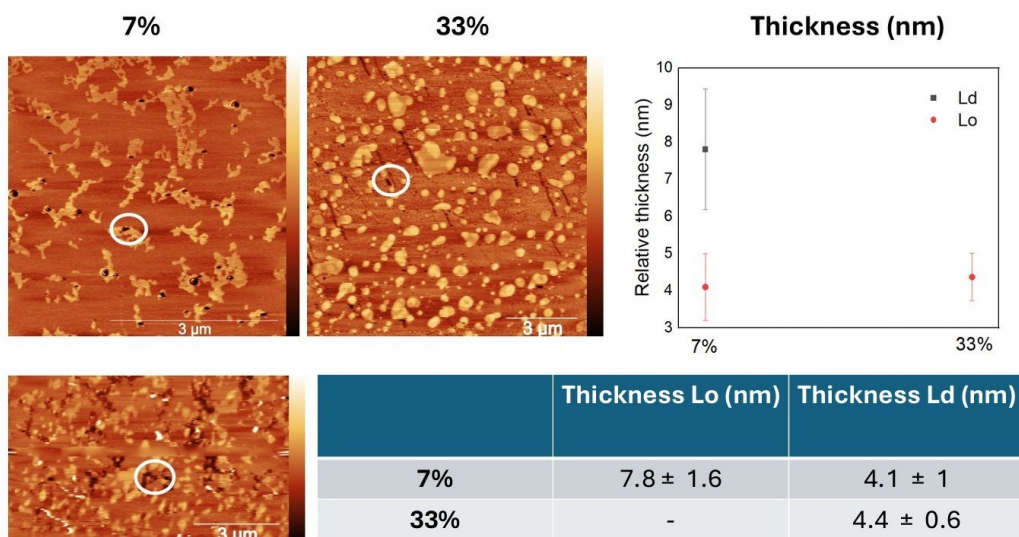 7%
33%
Thickness (nm)
3 µm
3 µm
Relative thickness (nm)
10
9
8
7
6
5
4
3
Ld
Lo
7%
33%
3 µm
Thickness Lo (nm)
Thickness Ld (nm)
7%
7.8 ± 1.6
4.1 ± 1
33%
-
4.4 ± 0.6